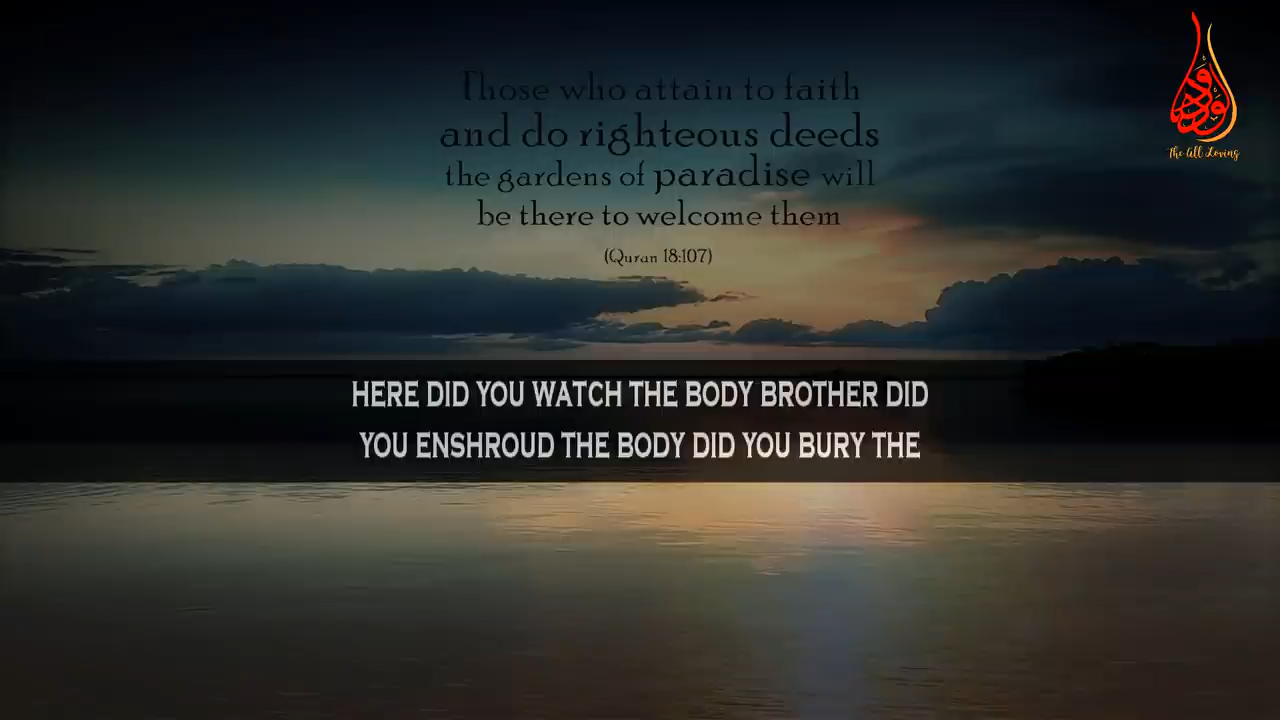 Those who attain to faith
and do righteous deeds
the gardens of paradise will
be there to welcome them
(Quran 18:107)
الودود
The All Loving
HERE DID YOU WATCH THE BODY BROTHER DID
YOU ENSHROUD THE BODY DID YOU BURY THE